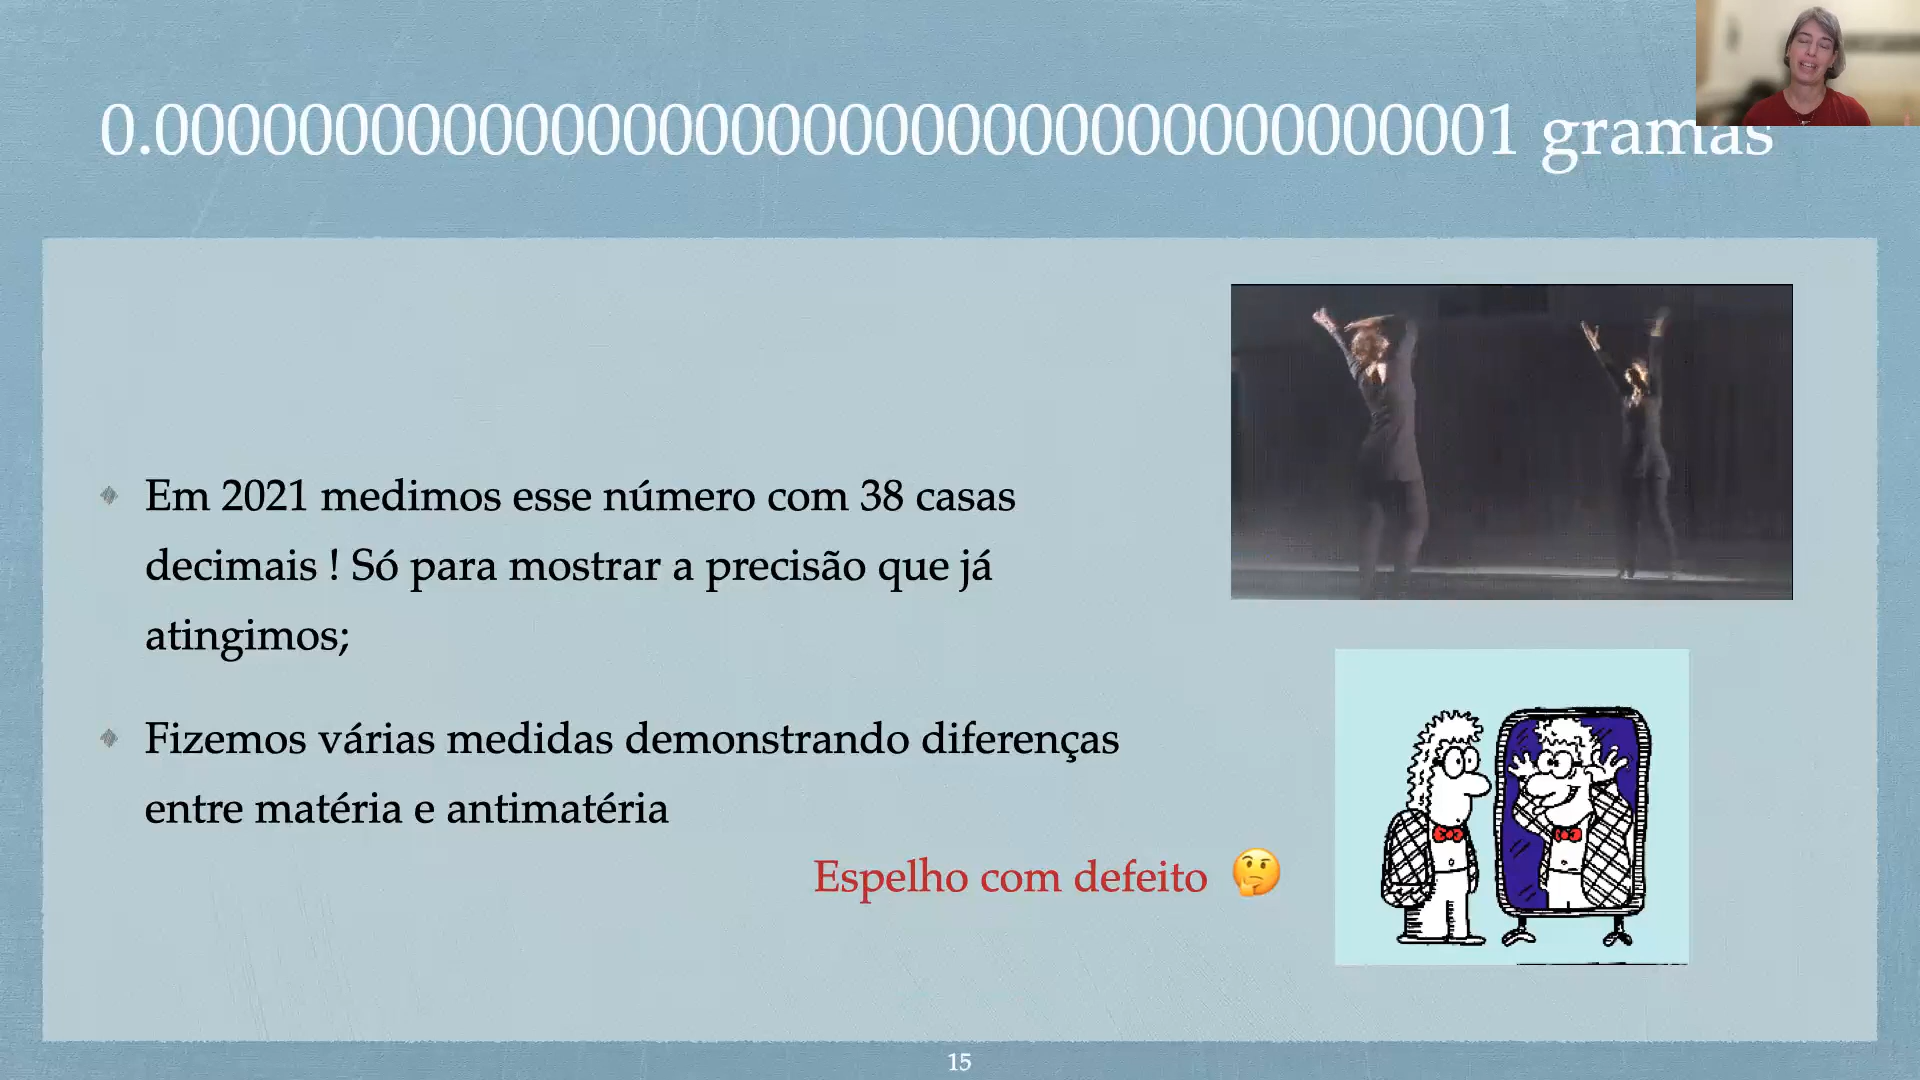 0.00000000000000000000000000000000000001 gramas
Em 2021 medimos esse número com 38 casas
decimais ! Só para mostrar a precisão que já
atingimos;
Fizemos várias medidas demonstrando diferenças
entre matéria e antimatéria
Espelho com defeito 🤔
15